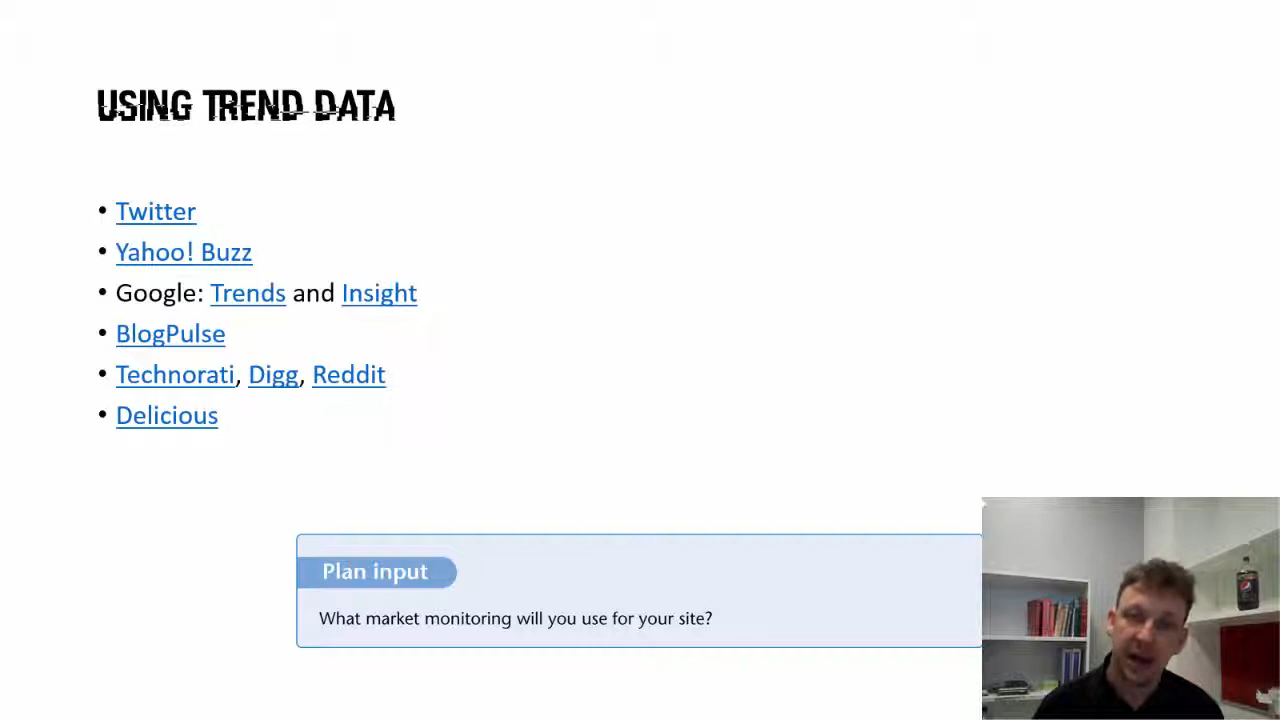 USING TREND DATA
• Twitter
• Yahoo! Buzz
• Google: Trends and Insight
• BlogPulse
• Technorati, Digg, Reddit
• Delicious
Plan input
What market monitoring will you use for your site?